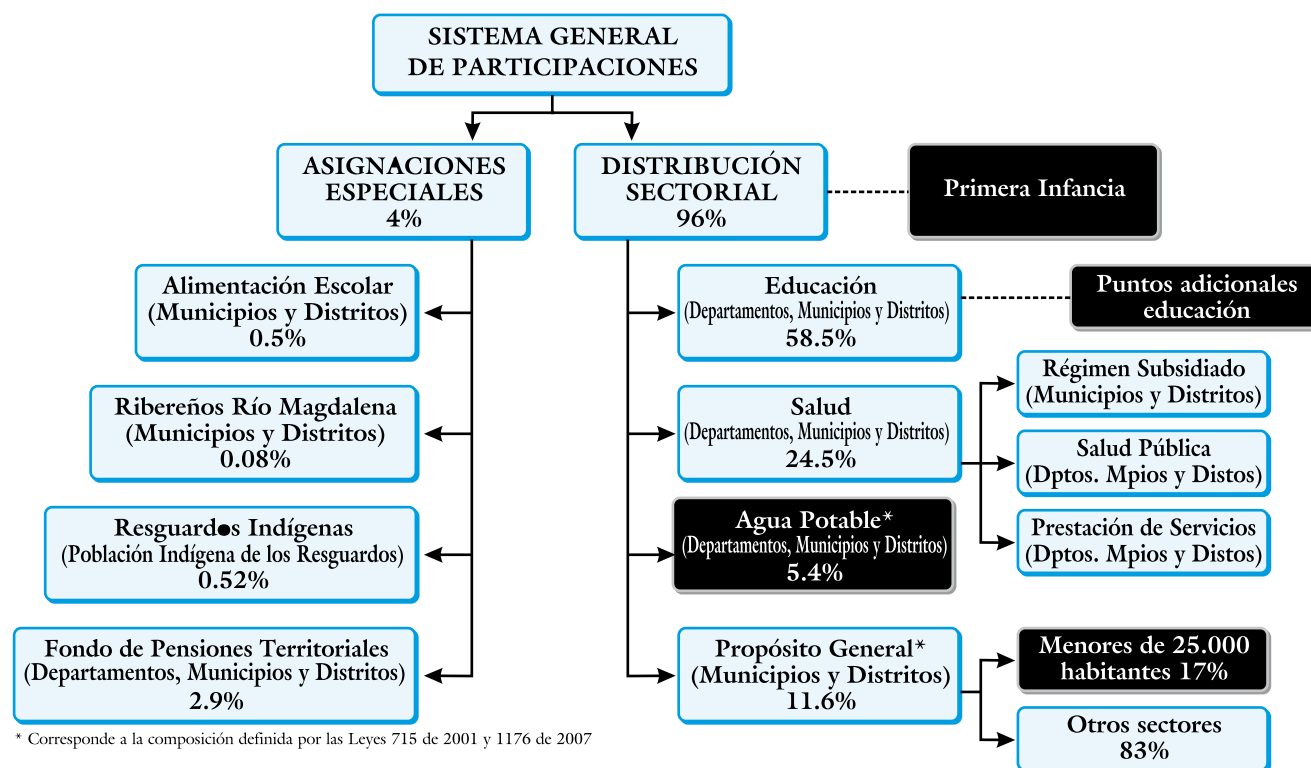 SISTEMA GENERAL
DE PARTICIPACIONES
ASIGNACIONES
ESPECIALES
4%
DISTRIBUCIÓN
SECTORIAL
96%
Primera Infancia
Alimentación Escolar
(Municipios y Distritos)
0.5%
Ribereños Río Magdalena
(Municipios y Distritos)
0.08%
Resguardos Indígenas
(Población Indígena de los Resguardos)
0.52%
Fondo de Pensiones Territoriales
(Departamentos, Municipios y Distritos)
2.9%
Educación
(Departamentos, Municipios y Distritos)
58.5%
Puntos adicionales
educación
Salud
(Departamentos, Municipios y Distritos)
24.5%
Régimen Subsidiado
(Municipios y Distritos)
Salud Pública
(Dptos. Mpios y Distos)
Prestación de Servicios
(Dptos. Mpios y Distos)
Agua Potable*
(Departamentos, Municipios y Distritos)
5.4%
Propósito General*
(Municipios y Distritos)
11.6%
Menores de 25.000
habitantes 17%
Otros sectores
83%
* Corresponde a la composición definida por las Leyes 715 de 2001 y 1176 de 2007